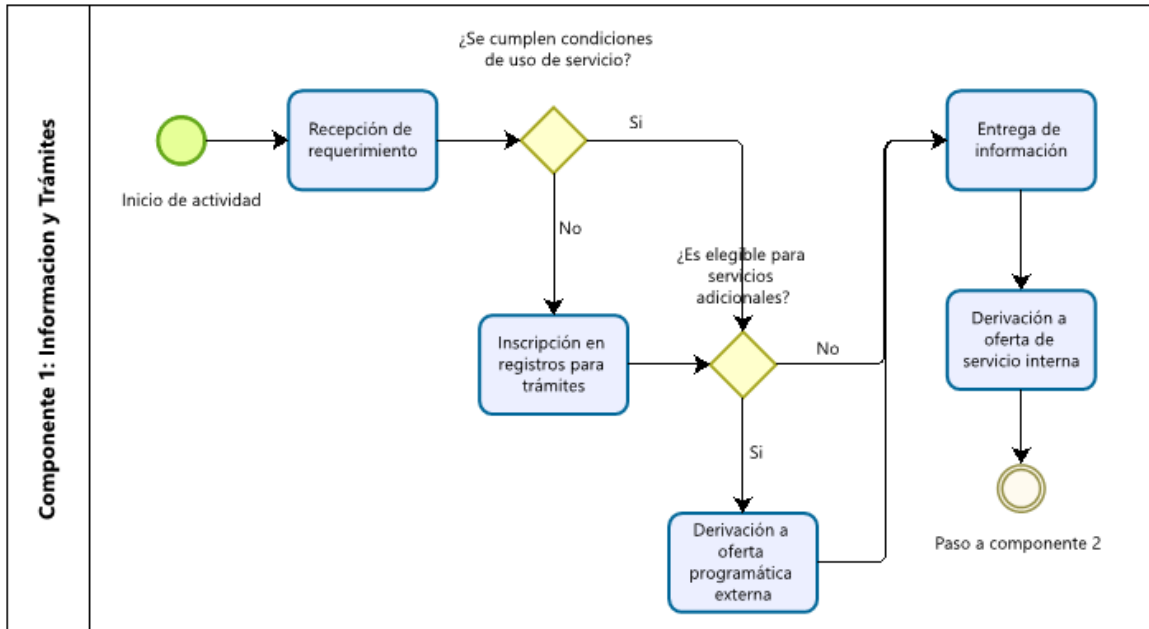 Componente 1: Informacion y Trámites
¿Se cumplen condiciones
de uso de servicio?
Recepción de
requerimiento
Si
Entrega de
información
Inicio de actividad
No
¿Es elegible para
servicios
adicionales?
Inscripción en
registros para
trámites
No
Derivación a
oferta de
servicio interna
Si
Derivación a
oferta
programática
externa
Paso a componente 2